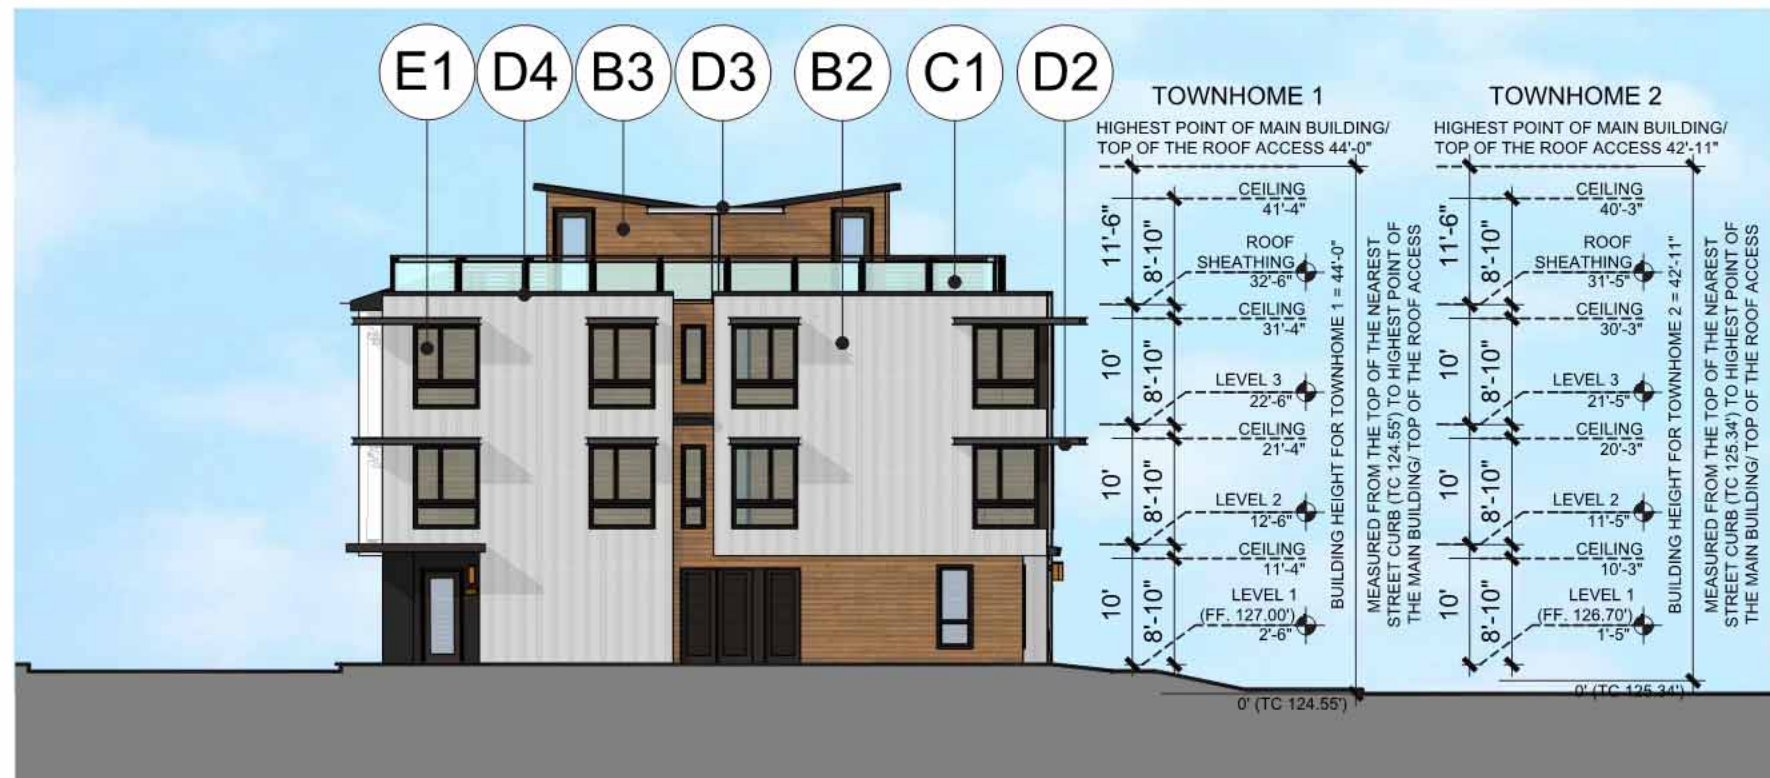 E1 D4 B3 D3 B2 C1 D2
TOWNHOME 1
HIGHEST POINT OF MAIN BUILDING/
TOP OF THE ROOF ACCESS 44'-0"
CEILING
41'-4"
ROOF
SHEATHING
32'-6"
CEILING
31'-4"
LEVEL 3
22'-6"
CEILING
21'-4"
LEVEL 2
12'-6"
CEILING
11'-4"
LEVEL 1
(FF. 127.00')
2'-6"
0' (TC 124.55')
11'-6"
10'
10'
10'
8'-10"
8'-10"
8'-10"
8'-10"
BUILDING HEIGHT FOR TOWNHOME 1 = 44'-0"
MEASURED FROM THE TOP OF THE NEAREST
STREET CURB (TC 124.55') TO HIGHEST POINT OF
THE MAIN BUILDING/ TOP OF THE ROOF ACCESS
TOWNHOME 2
HIGHEST POINT OF MAIN BUILDING/
TOP OF THE ROOF ACCESS 42'-11"
CEILING
40'-3"
ROOF
SHEATHING
31'-5"
CEILING
30'-3"
LEVEL 3
21'-5"
CEILING
20'-3"
LEVEL 2
11'-5"
CEILING
10'-3"
LEVEL 1
(FF. 126.70')
1'-5"
0' (TC 125.34')
11'-6"
10'
10'
10'
8'-10"
8'-10"
8'-10"
8'-10"
BUILDING HEIGHT FOR TOWNHOME 2 = 42'-11"
MEASURED FROM THE TOP OF THE NEAREST
STREET CURB (TC 125.34') TO HIGHEST POINT OF
THE MAIN BUILDING/ TOP OF THE ROOF ACCESS